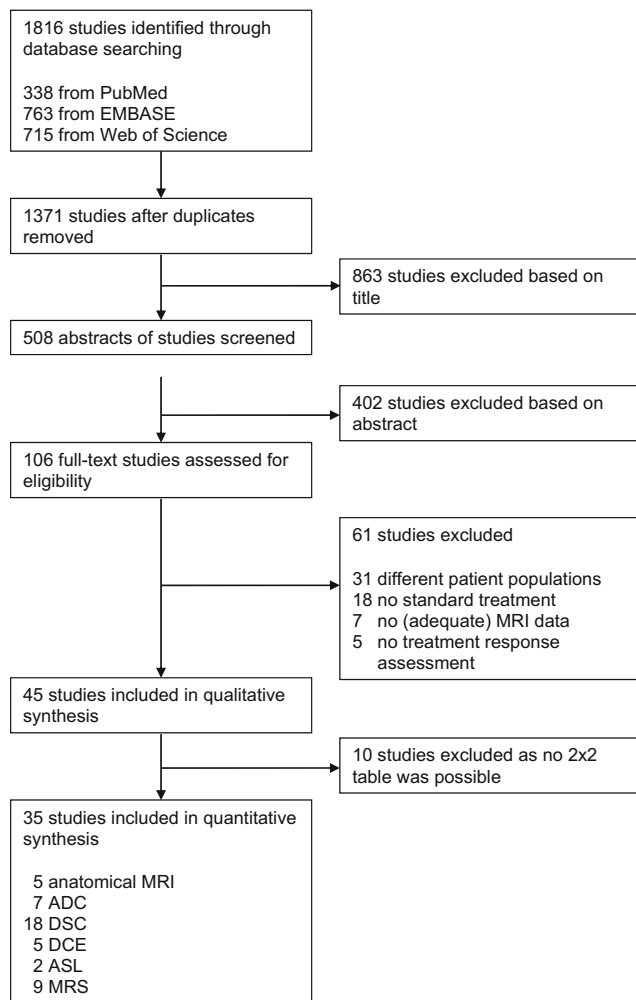 1816 studies identified through
database searching
338 from PubMed
763 from EMBASE
715 from Web of Science
1371 studies after duplicates
removed
863 studies excluded based on
title
508 abstracts of studies screened
402 studies excluded based on
abstract
106 full-text studies assessed for
eligibility
61 studies excluded
31 different patient populations
18 no standard treatment
7 no (adequate) MRI data
5 no treatment response
assessment
45 studies included in qualitative
synthesis
10 studies excluded as no 2x2
table was possible
35 studies included in quantitative
synthesis
5 anatomical MRI
7 ADC
18 DSC
5 DCE
2 ASL
9 MRS